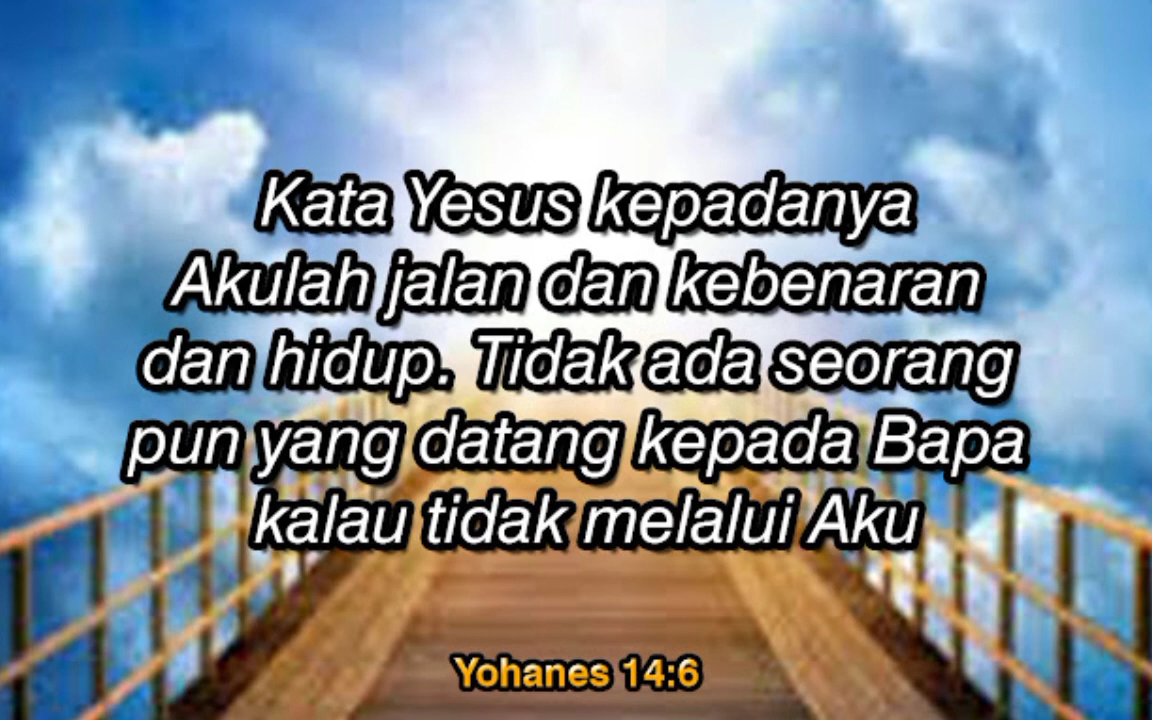 Kata Yesus kepadanya
Akulah jalan dan kebenaran
dan hidup. Tidak ada seorang
pun yang datang kepada Bapa
kalau tidak melalui Aku
Yohanes 14:6